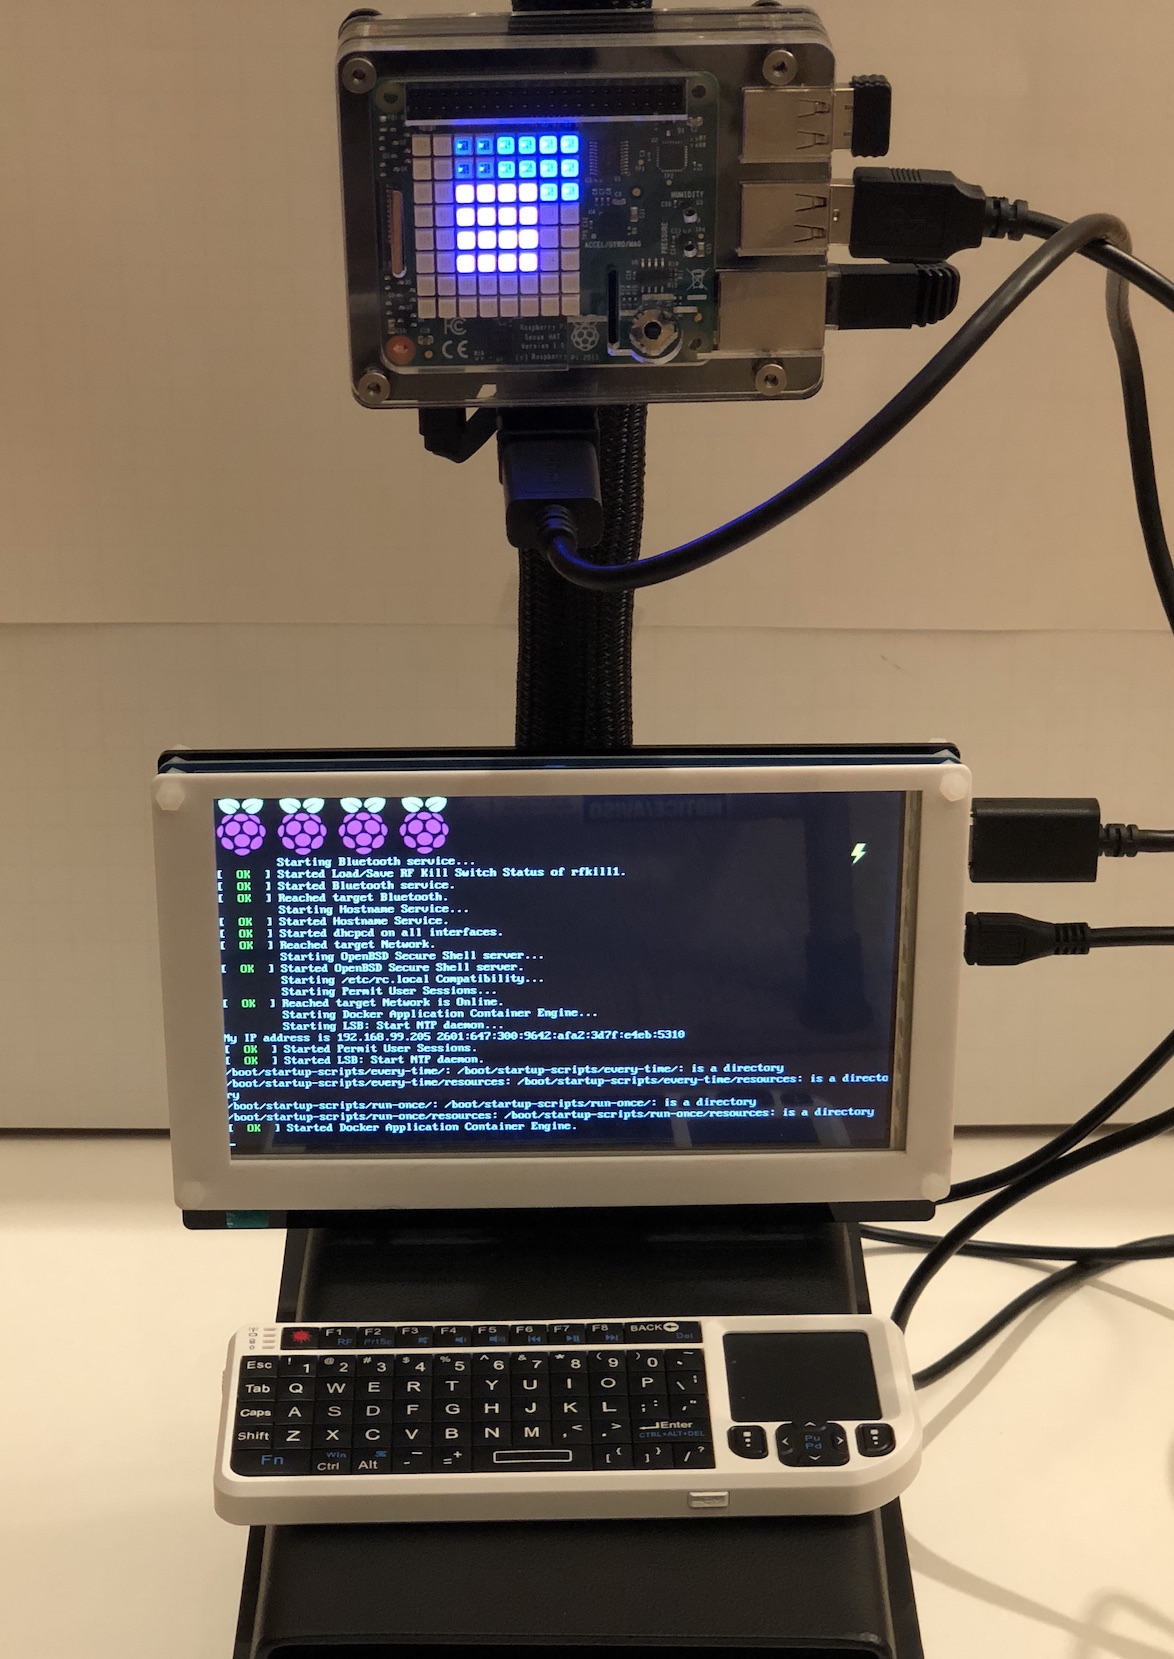 HUMIDITY
PRESSURE
ACCEL/GYRO/MAG
FC
CE
Raspberry Pi
Sense HAT
Version 1.0
(c) Raspberry Pi 2015
NOTICE/AVISO
Starting Bluetooth service...
[ OK ] Started Load/Save RF Kill Switch Status of rfkill1.
[ OK ] Started Bluetooth service.
[ OK ] Reached target Bluetooth.
Starting Hostname Service...
[ OK ] Started Hostname Service.
[ OK ] Started dhcpcd on all interfaces.
[ OK ] Reached target Network.
Starting OpenBSD Secure Shell server...
[ OK ] Started OpenBSD Secure Shell server.
Starting /etc/rc.local Compatibility...
Starting Permit User Sessions...
[ OK ] Reached target Network is Online.
Starting Docker Application Container Engine...
Starting LSB: Start NTP daemon...
My IP address is 192.168.99.205 2601:647:300:9642:afa2:3d7f:e4eb:5310
[ OK ] Started Permit User Sessions.
[ OK ] Started LSB: Start NTP daemon.
/boot/startup-scripts/every-time/: /boot/startup-scripts/every-time/: is a directory
/boot/startup-scripts/every-time/resources: /boot/startup-scripts/every-time/resources: is a directo
ry
/boot/startup-scripts/run-once/: /boot/startup-scripts/run-once/: is a directory
/boot/startup-scripts/run-once/resources: /boot/startup-scripts/run-once/resources: is a directory
[ OK ] Started Docker Application Container Engine.
_
F1 RF F2 F3 F4 F5 F6 F7 F8 BACK Del
Esc ! 1 @ 2 # 3 $ 4 % 5 ^ 6 & 7 * 8 ( 9 ) 0 ~ `
Tab Q W E R T Y U I O P \ |
Caps A S D F G H J K L ; : , "
Shift Z X C V B N M , < . > Enter
CTRL+ALT+DEL
Fn Win Ctrl Alt - _ = + [ { ] } / ?
Pu
Pd